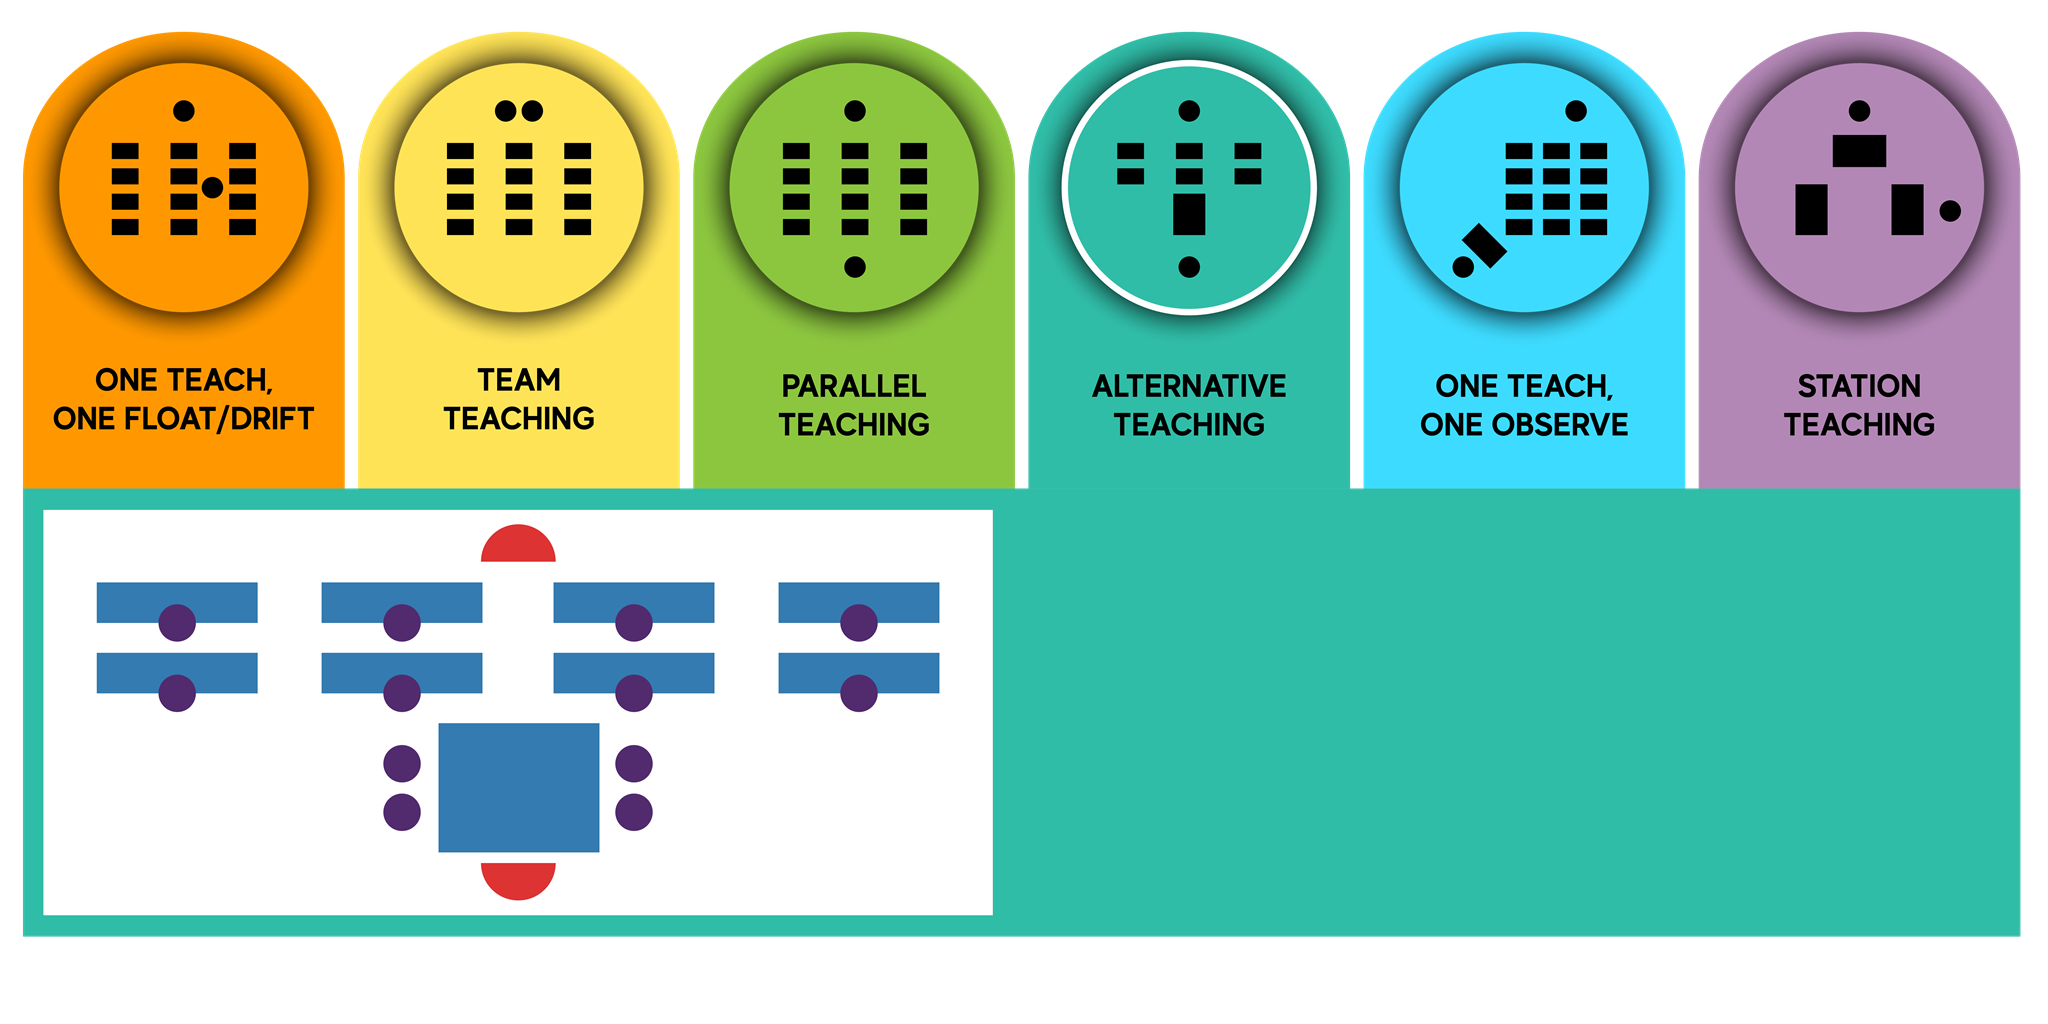 ONE TEACH,
ONE FLOAT/DRIFT
TEAM
TEACHING
PARALLEL
TEACHING
ALTERNATIVE
TEACHING
ONE TEACH,
ONE OBSERVE
STATION
TEACHING